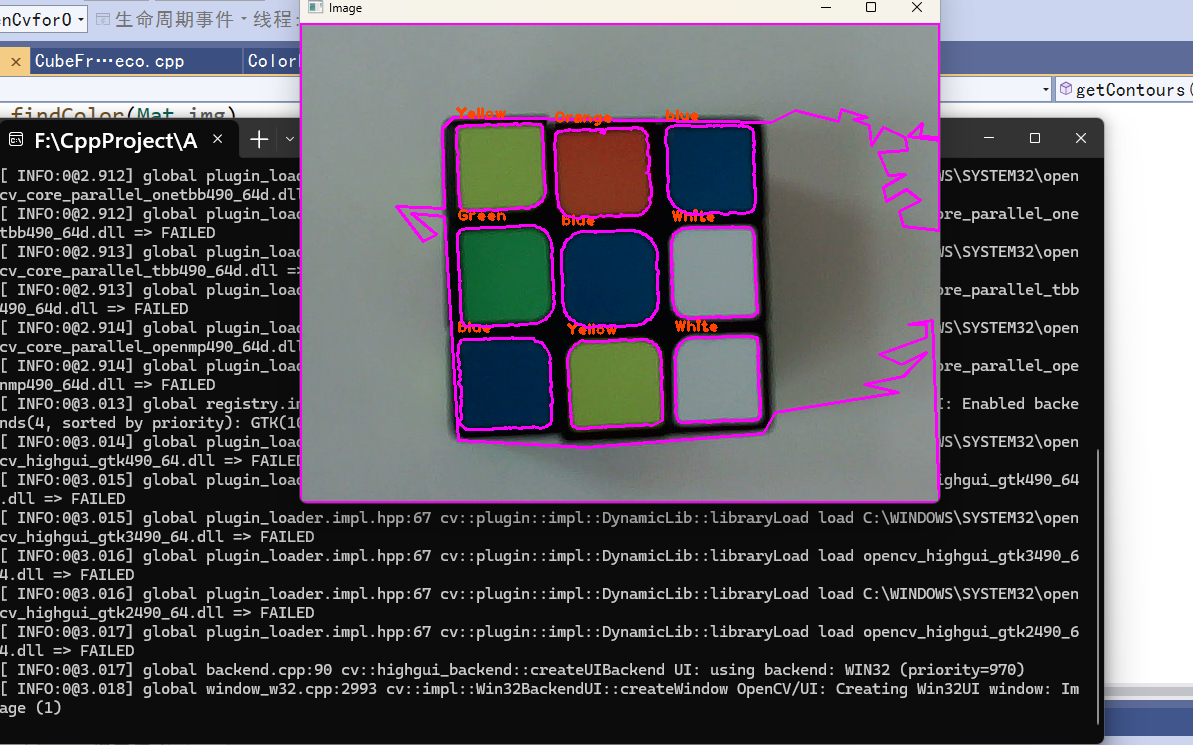 nCvforO
生命周期事件
线程:
Image
CubeFr…eco.cpp
Color
findColor(Mat img)
getContours(
F:\CppProject\A
[ INFO:0@2.912] global plugin_load
WS\SYSTEM32\open
cv_core_parallel_onetbb490_64d.dll
[ INFO:0@2.912] global plugin_load
ore_parallel_one
tbb490_64d.dll => FAILED
[ INFO:0@2.913] global plugin_load
WS\SYSTEM32\open
cv_core_parallel_tbb490_64d.dll =>
[ INFO:0@2.913] global plugin_load
ore_parallel_tbb
490_64d.dll => FAILED
[ INFO:0@2.914] global plugin_load
WS\SYSTEM32\open
cv_core_parallel_openmp490_64d.dll
[ INFO:0@2.914] global plugin_load
ore_parallel_ope
nmp490_64d.dll => FAILED
[ INFO:0@3.013] global registry.im
I: Enabled backe
nds(4, sorted by priority): GTK(10
[ INFO:0@3.014] global plugin_load
WS\SYSTEM32\open
cv_highgui_gtk490_64.dll => FAILED
[ INFO:0@3.015] global plugin_load
ighgui_gtk490_64
.dll => FAILED
[ INFO:0@3.015] global plugin_loader.impl.hpp:67 cv::plugin::impl::DynamicLib::libraryLoad load C:\WINDOWS\SYSTEM32\open
cv_highgui_gtk3490_64.dll => FAILED
[ INFO:0@3.016] global plugin_loader.impl.hpp:67 cv::plugin::impl::DynamicLib::libraryLoad load opencv_highgui_gtk3490_6
4.dll => FAILED
[ INFO:0@3.016] global plugin_loader.impl.hpp:67 cv::plugin::impl::DynamicLib::libraryLoad load C:\WINDOWS\SYSTEM32\open
cv_highgui_gtk2490_64.dll => FAILED
[ INFO:0@3.017] global plugin_loader.impl.hpp:67 cv::plugin::impl::DynamicLib::libraryLoad load opencv_highgui_gtk2490_6
4.dll => FAILED
[ INFO:0@3.017] global backend.cpp:90 cv::highgui_backend::createUIBackend UI: using backend: WIN32 (priority=970)
[ INFO:0@3.018] global window_w32.cpp:2993 cv::impl::Win32BackendUI::createWindow OpenCV/UI: Creating Win32UI window: Im
age (1)
Yellow
Orange
blue
Green
blue
White
blue
Yellow
White